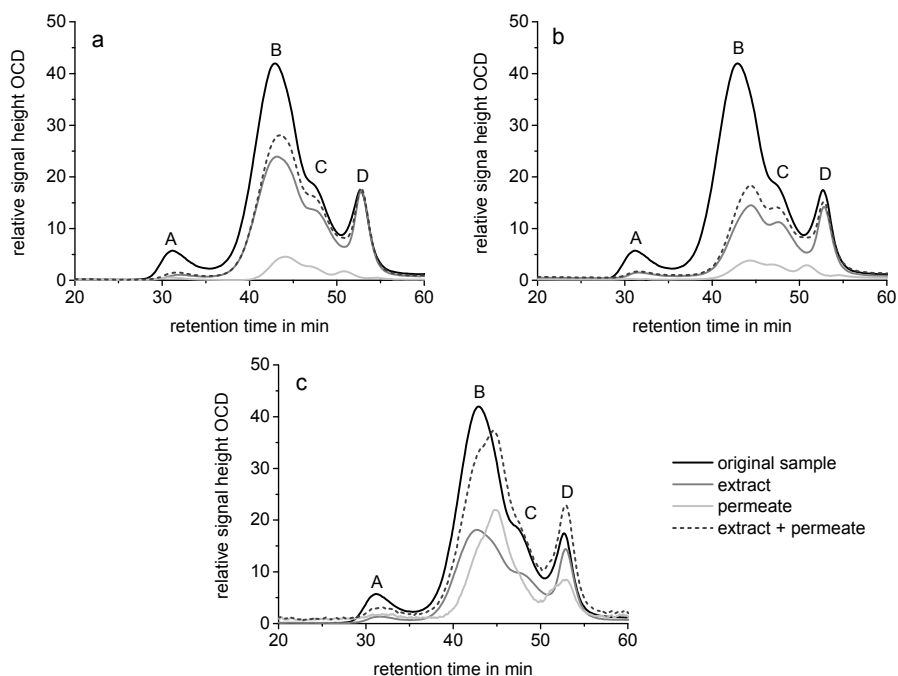 a
relative signal height OCD
50
40
30
20
10
0
A
B
C
D
20 30 40 50 60
retention time in min
b
relative signa height OCD
50
40
30
20
10
0
A
B
C
D
20 30 40 50 60
retention time in min
c
relative signal height OCD
50
40
30
20
10
0
A
B
C
D
20 30 40 50 60
retention time in min
original sample
extract
permeate
extract + permeate